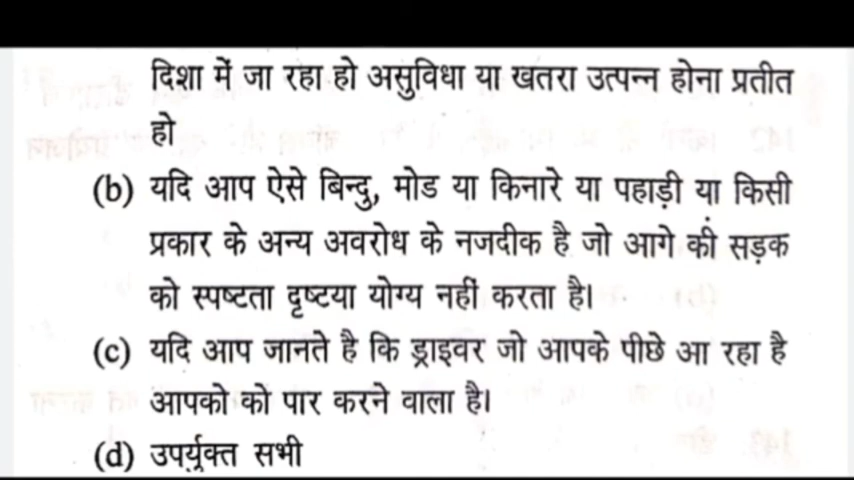 दिशा में जा रहा हो असुविधा या खतरा उत्पन्न होना प्रतीत
हो
(b) यदि आप ऐसे बिन्दु, मोड या किनारे या पहाड़ी या किसी
प्रकार के अन्य अवरोध के नजदीक है जो आगे की सड़क
को स्पष्टता दृष्टया योग्य नहीं करता है।
(c) यदि आप जानते है कि ड्राइवर जो आपके पीछे आ रहा है
आपको को पार करने वाला है।
(d) उपर्युक्त सभी